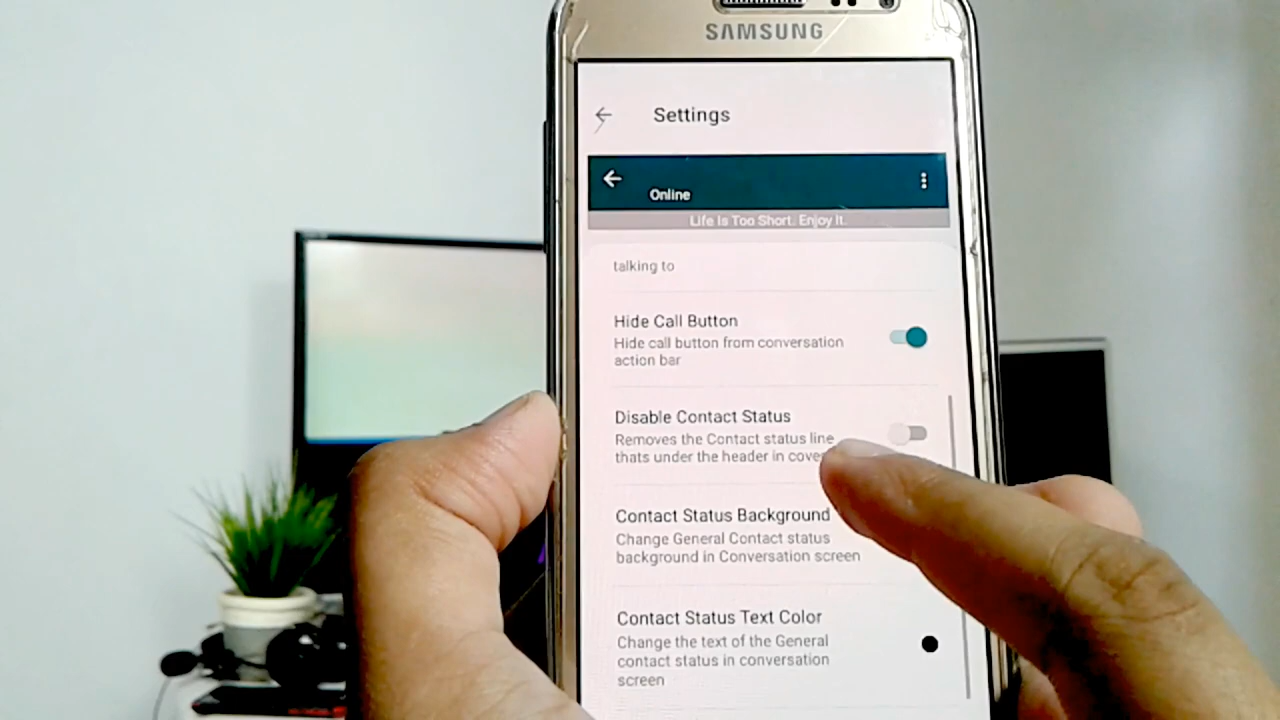 SAMSUNG
Settings
Online
Life Is Too Short. Enjoy It.
talking to
Hide Call Button
Hide call button from conversation
action bar
Disable Contact Status
Removes the Contact status line
thats under the header in
Contact Status Background
Change General Contact status
background in Conversation screen
Contact Status Text Color
Change the text of the General
contact status in conversation
screen